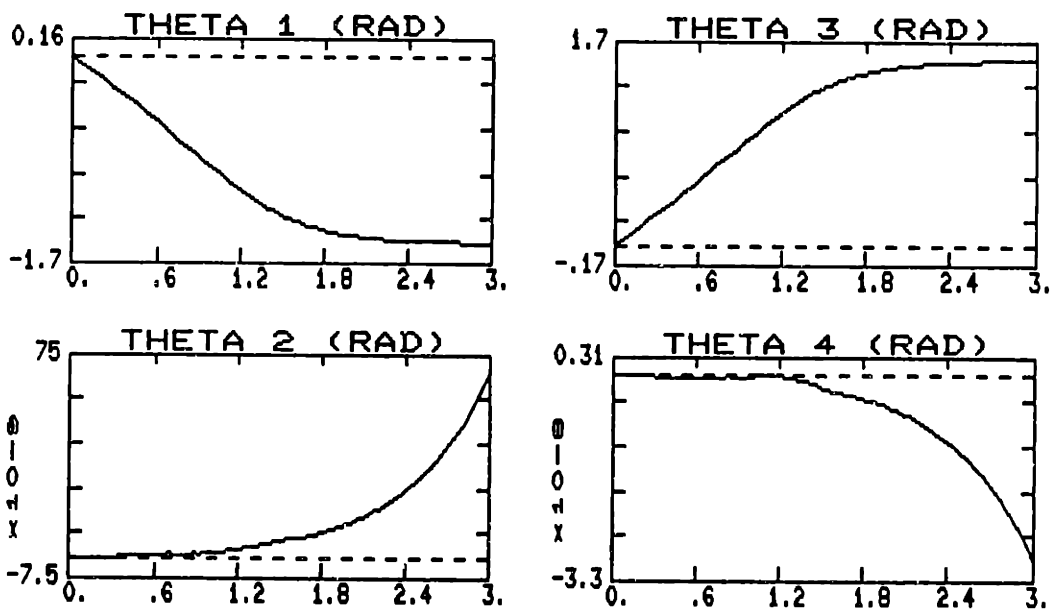 THETA 1 (RAD)
0.16
-1.7
0. .6 1.2 1.8 2.4 3.
THETA 3 (RAD)
1.7
-.17
0. .6 1.2 1.8 2.4 3.
THETA 2 (RAD)
75
-7.5
0. .6 1.2 1.8 2.4 3.
THETA 4 (RAD)
0.31
-3.3
0. .6 1.2 1.8 2.4 3.